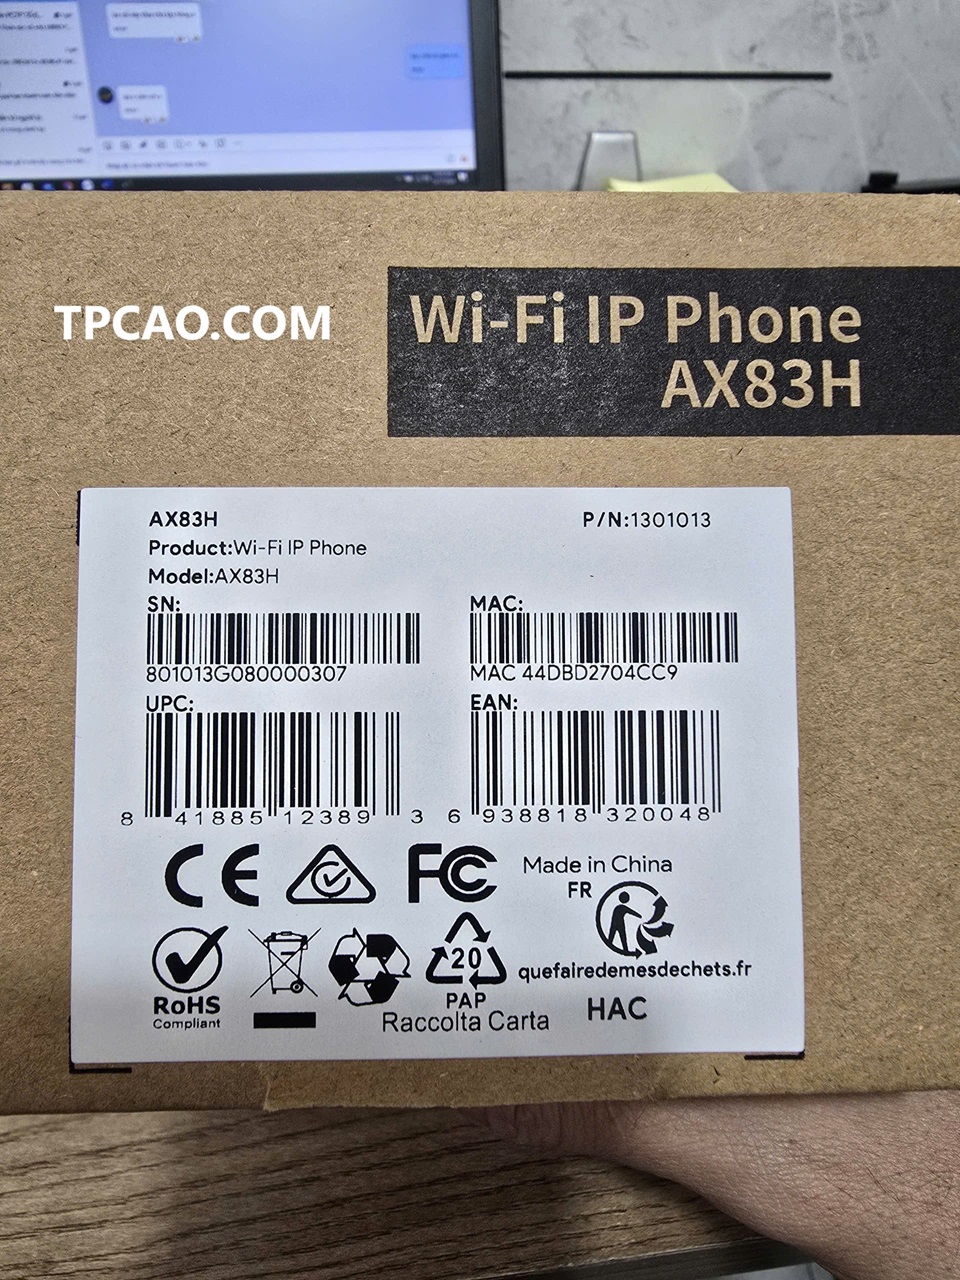 TPCAO.COM
Wi-Fi IP Phone
AX83H
AX83H
P/N:1301013
Product:Wi-Fi IP Phone
Model:AX83H
SN:
801013G080000307
MAC:
MAC 44DBD2704CC9
UPC:
8 41885 12389 3
EAN:
6 938818 320048
CE
FC
Made in China
FR
RoHS
Compliant
20
PAP
Raccolta Carta
quefairedemesdechets.fr
HAC